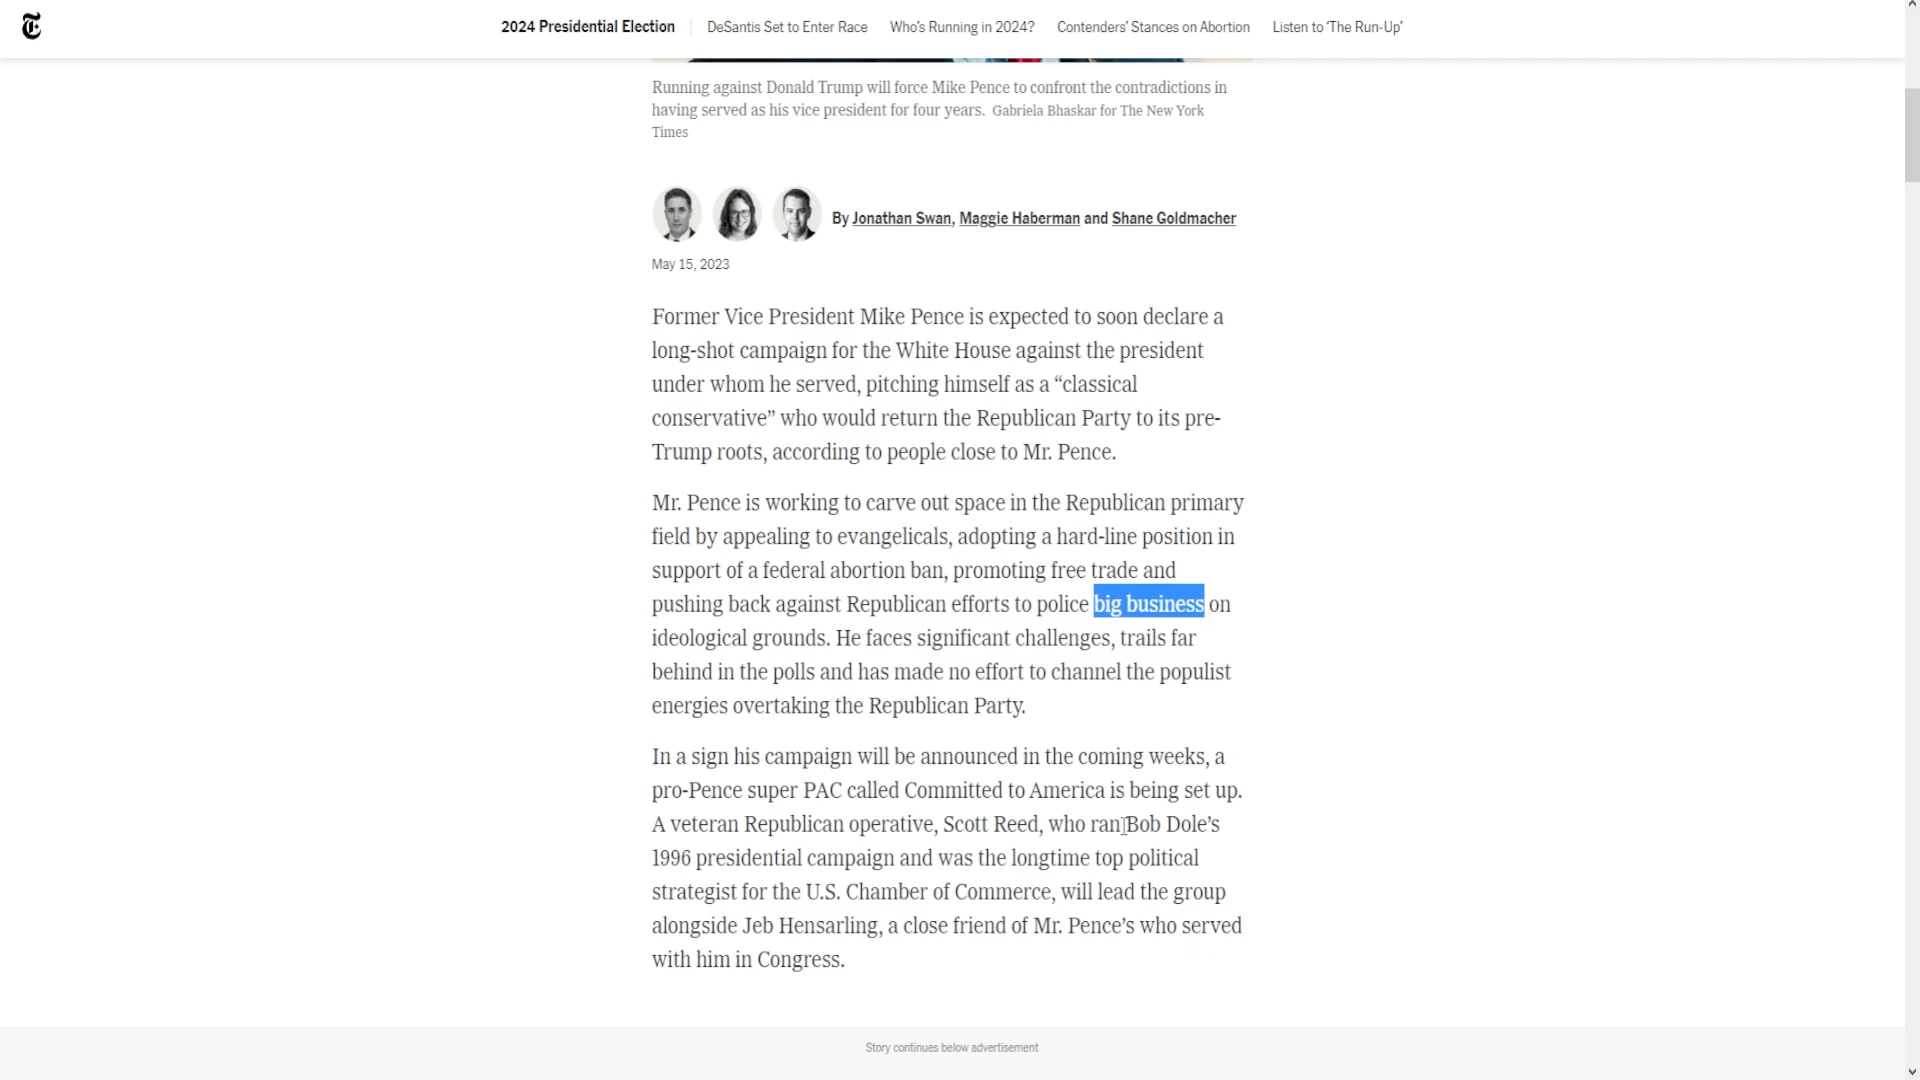 2024 Presidential Election
DeSantis Set to Enter Race
Who’s Running in 2024?
Contenders’ Stances on Abortion
Listen to ‘The Run-Up’
Running against Donald Trump will force Mike Pence to confront the contradictions in
having served as his vice president for four years. Gabriela Bhaskar for The New York
Times
By Jonathan Swan, Maggie Haberman and Shane Goldmacher
May 15, 2023
Former Vice President Mike Pence is expected to soon declare a
long-shot campaign for the White House against the president
under whom he served, pitching himself as a “classical
conservative” who would return the Republican Party to its pre-
Trump roots, according to people close to Mr. Pence.
Mr. Pence is working to carve out space in the Republican primary
field by appealing to evangelicals, adopting a hard-line position in
support of a federal abortion ban, promoting free trade and
pushing back against Republican efforts to police big business on
ideological grounds. He faces significant challenges, trails far
behind in the polls and has made no effort to channel the populist
energies overtaking the Republican Party.
In a sign his campaign will be announced in the coming weeks, a
pro-Pence super PAC called Committed to America is being set up.
A veteran Republican operative, Scott Reed, who ran Bob Dole’s
1996 presidential campaign and was the longtime top political
strategist for the U.S. Chamber of Commerce, will lead the group
alongside Jeb Hensarling, a close friend of Mr. Pence’s who served
with him in Congress.
Story continues below advertisement